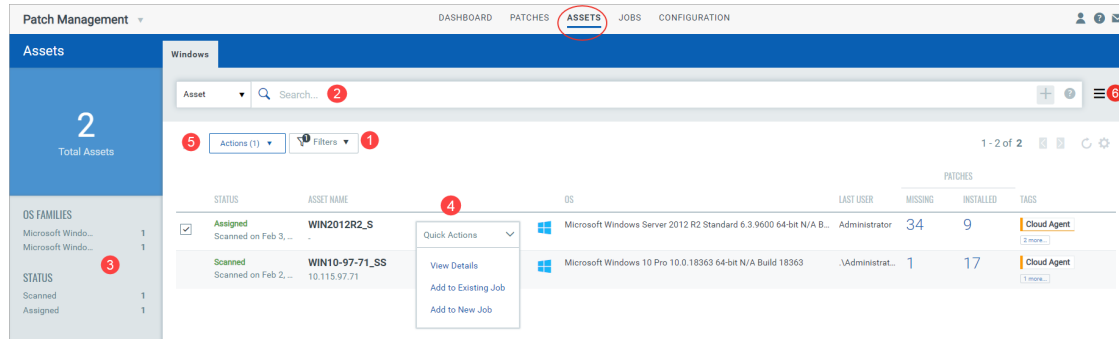 Patch Management
DASHBOARD PATCHES ASSETS JOBS CONFIGURATION
Assets
Windows
Asset Search... 2
6
2
Total Assets
5 Actions (1) 1 Filters 1
1 - 2 of 2
PATCHES
STATUS ASSET NAME 4 OS LAST USER MISSING INSTALLED TAGS
OS FAMILIES
Microsoft Windo... 1
Microsoft Windo... 1
3
STATUS
Scanned 1
Assigned 1
Assigned WIN2012R2_S Microsoft Windows Server 2012 R2 Standard 6.3.9600 64-bit N/A B... Administrator 34 9 Cloud Agent
Scanned on Feb 3, ... - 2 more...
Quick Actions
View Details
Add to Existing Job
Add to New Job
Scanned WIN10-97-71_SS Microsoft Windows 10 Pro 10.0.18363 64-bit N/A Build 18363 .\Administrat... 1 17 Cloud Agent
Scanned on Feb 2, ... 10.115.97.71 1 more...